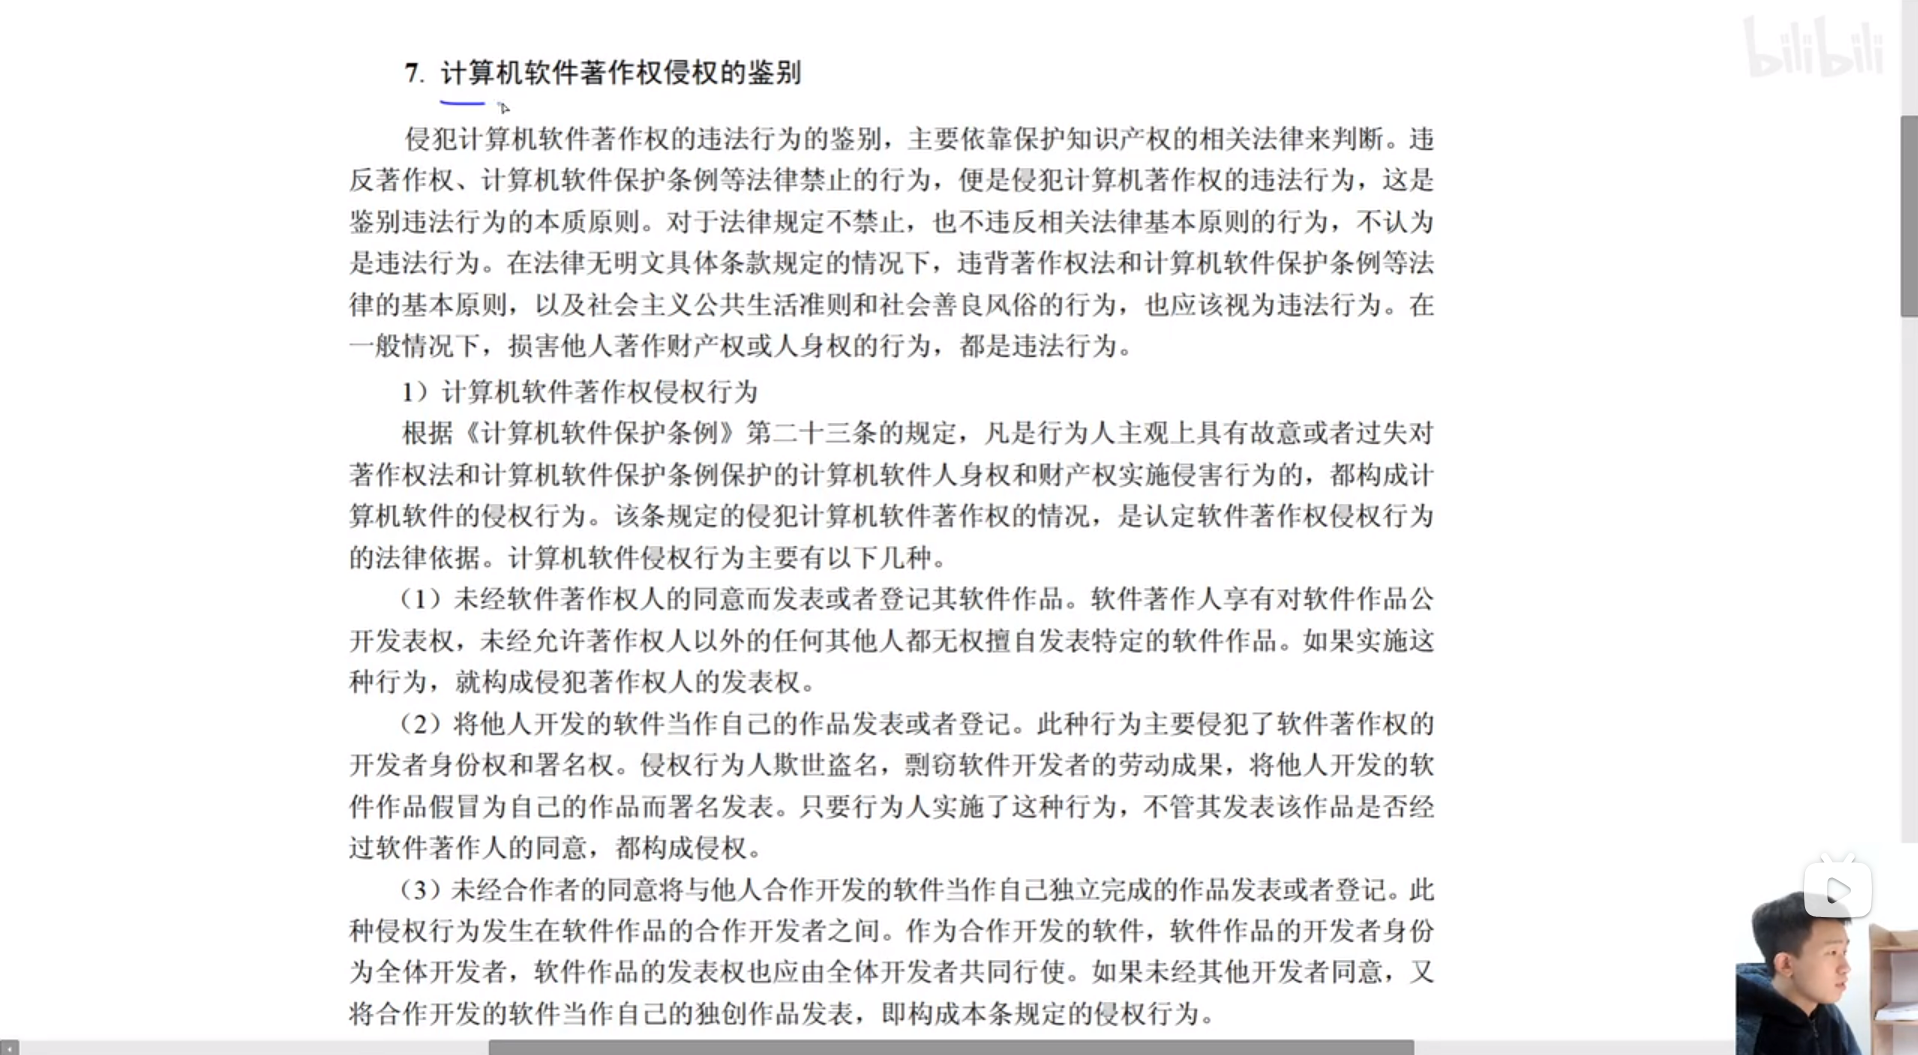 bilibili
7. 计算机软件著作权侵权的鉴别
侵犯计算机软件著作权的违法行为的鉴别，主要依靠保护知识产权的相关法律来判断。违
反著作权、计算机软件保护条例等法律禁止的行为，便是侵犯计算机著作权的违法行为，这是
鉴别违法行为的本质原则。对于法律规定不禁止，也不违反相关法律基本原则的行为，不认为
是违法行为。在法律无明文具体条款规定的情况下，违背著作权法和计算机软件保护条例等法
律的基本原则，以及社会主义公共生活准则和社会善良风俗的行为，也应该视为违法行为。在
一般情况下，损害他人著作财产权或人身权的行为，都是违法行为。
1）计算机软件著作权侵权行为
根据《计算机软件保护条例》第二十三条的规定，凡是行为人主观上具有故意或者过失对
著作权法和计算机软件保护条例保护的计算机软件人身权和财产权实施侵害行为的，都构成计
算机软件的侵权行为。该条规定的侵犯计算机软件著作权的情况，是认定软件著作权侵权行为
的法律依据。计算机软件侵权行为主要有以下几种。
（1）未经软件著作权人的同意而发表或者登记其软件作品。软件著作人享有对软件作品公
开发表权，未经允许著作权人以外的任何其他人都无权擅自发表特定的软件作品。如果实施这
种行为，就构成侵犯著作权人的发表权。
（2）将他人开发的软件当作自己的作品发表或者登记。此种行为主要侵犯了软件著作权的
开发者身份权和署名权。侵权行为人欺世盗名，剽窃软件开发者的劳动成果，将他人开发的软
件作品假冒为自己的作品而署名发表。只要行为人实施了这种行为，不管其发表该作品是否经
过软件著作人的同意，都构成侵权。
（3）未经合作者的同意将与他人合作开发的软件当作自己独立完成的作品发表或者登记。此
种侵权行为发生在软件作品的合作开发者之间。作为合作开发的软件，软件作品的开发者身份
为全体开发者，软件作品的发表权也应由全体开发者共同行使。如果未经其他开发者同意，又
将合作开发的软件当作自己的独创作品发表，即构成本条规定的侵权行为。